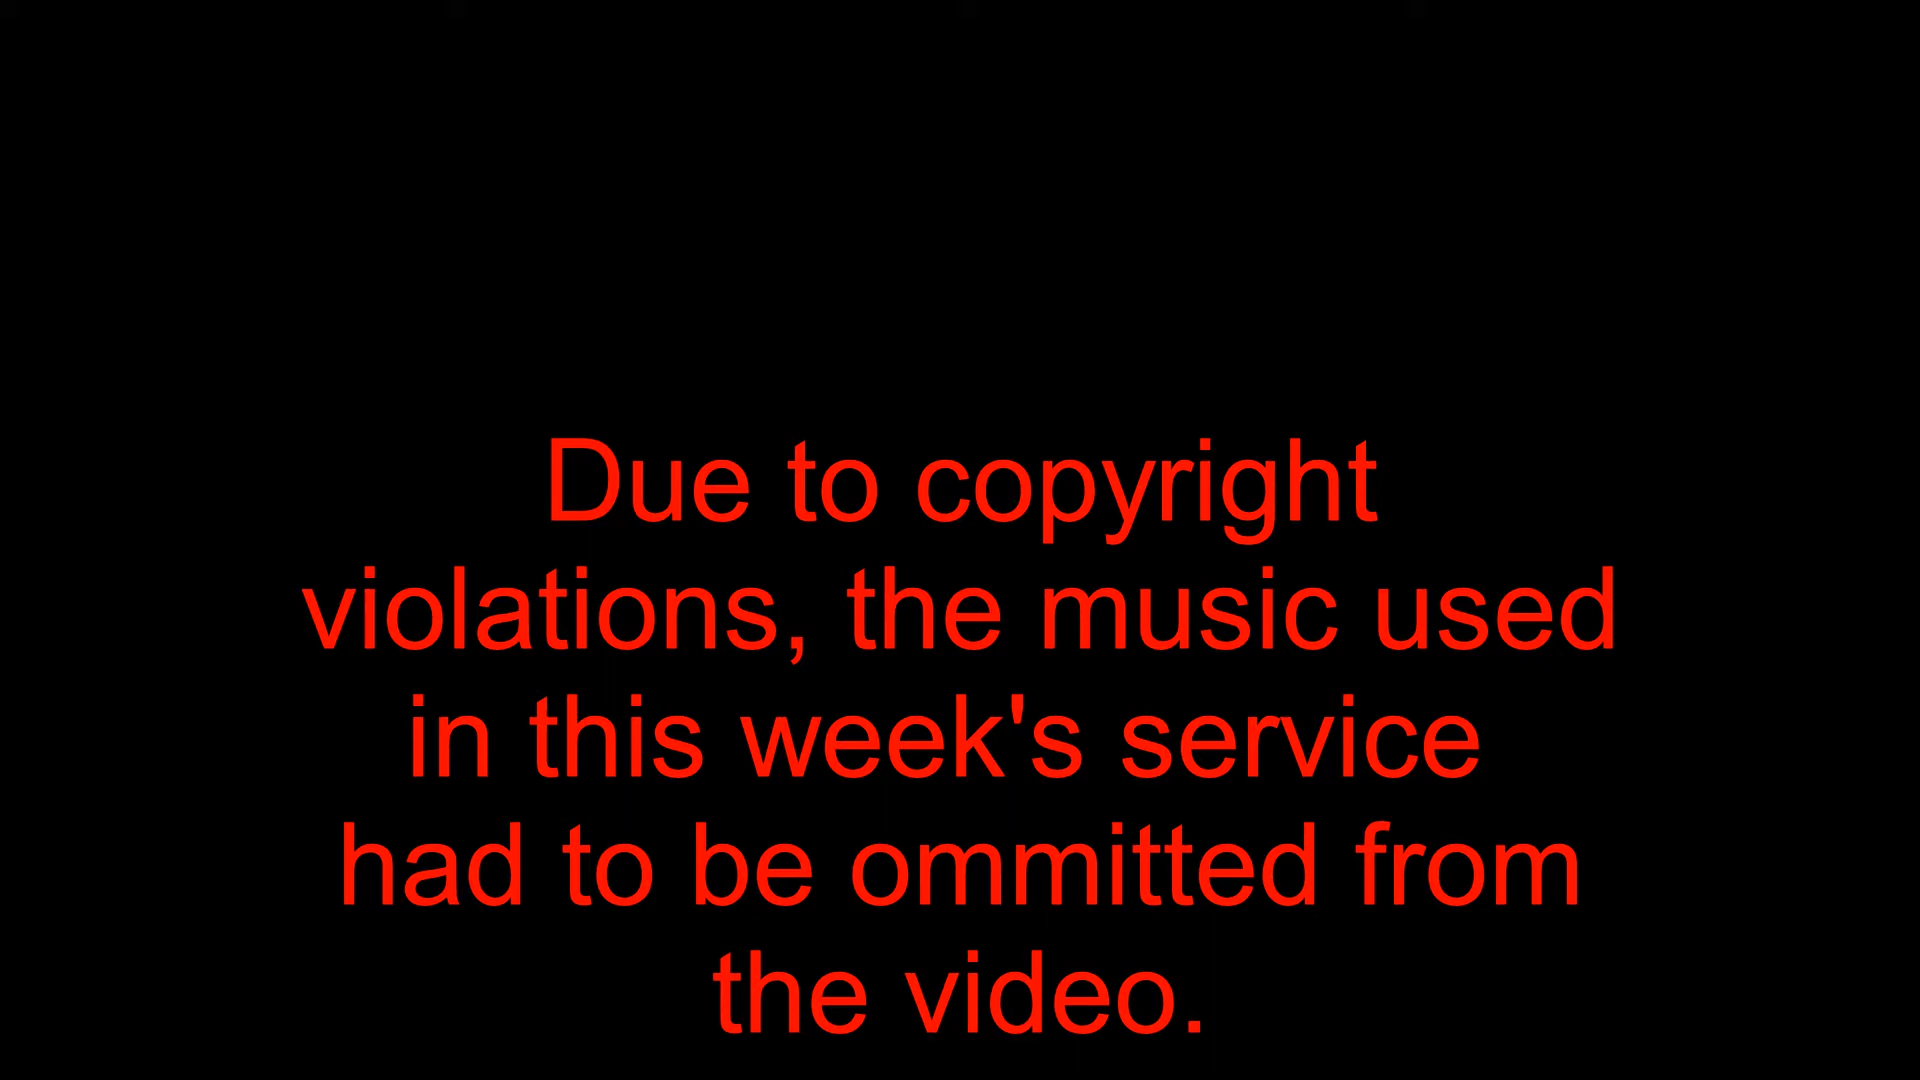 Due to copyright
violations, the music used
in this week's service
had to be ommitted from
the video.